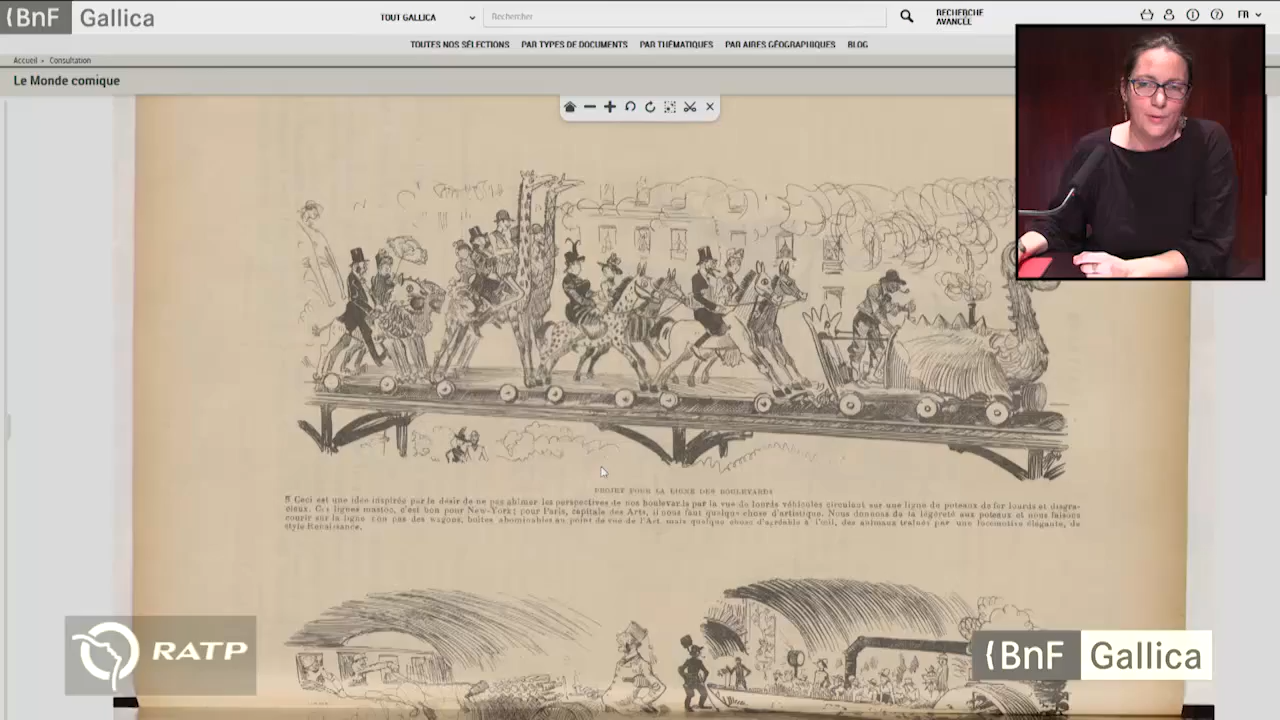 BnF Gallica
TOUT GALLICA
Rechercher
RECHERCHE
AVANCÉE
FR
TOUTES NOS SÉLECTIONS PAR TYPES DE DOCUMENTS PAR THÉMATIQUES PAR AIRES GÉOGRAPHIQUES BLOG
Accueil > Consultation
Le Monde comique
PROJET POUR LA LIGNE DES BOULEVARDS
Ceci est une idée inspirée par le désir de ne pas abîmer les perspectives de nos boulevards par la vue de lourds véhicules circulant sur une ligne de poteaux de fer lourds et disgra-
cieux. Ces lignes mastoc, c'est bon pour New-York; pour Paris, capitale des Arts, il nous faut quelque chose d'artistique. Nous donnons de la légèreté aux poteaux et nous faisons
courir sur la ligne non pas des wagons, boîtes abominables au point de vue de l'Art, mais quelque chose d'agréable à l'œil, des animaux traînés par une locomotive élégante, de
style Renaissance.
RATP
BnF Gallica